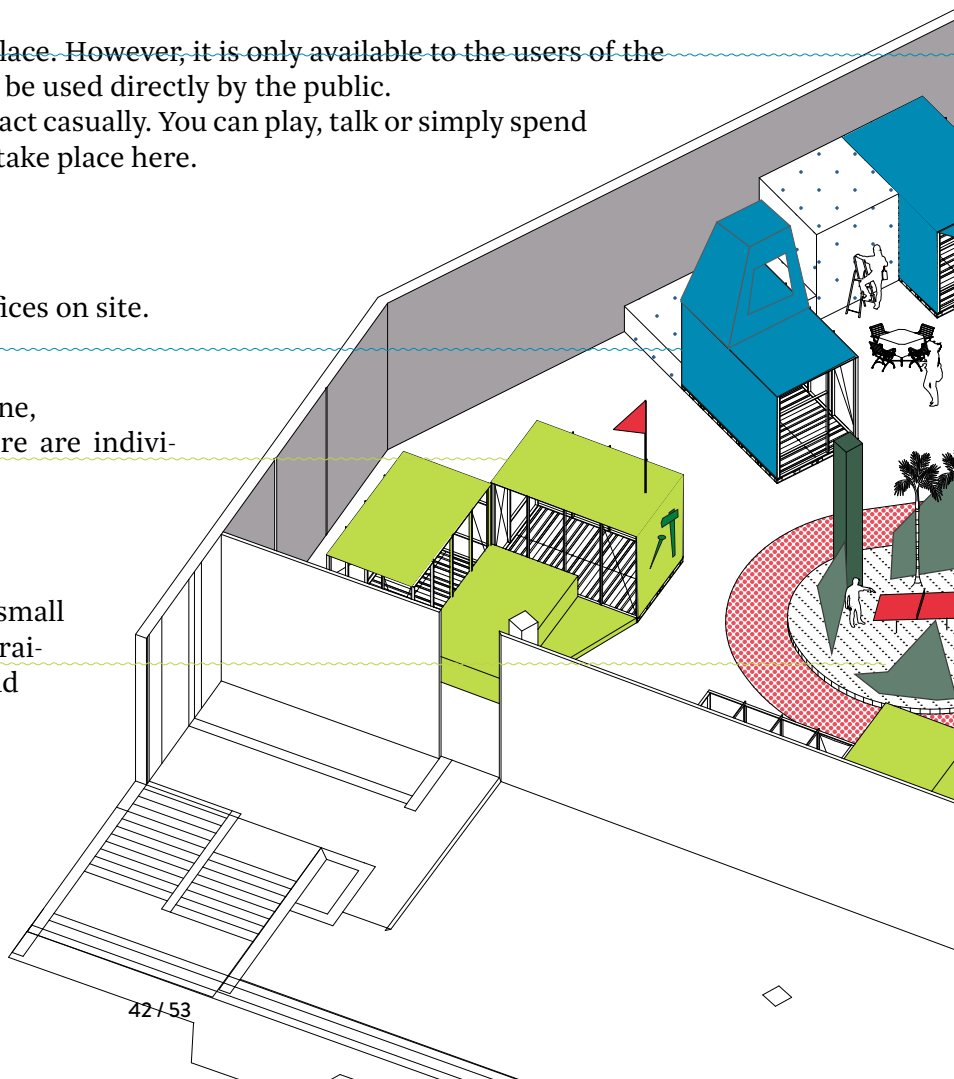 lace. However, it is only available to the users of the
be used directly by the public.
act casually. You can play, talk or simply spend
take place here.
fices on site.
ne,
re are indivi-
small
rai-
d
42 / 53